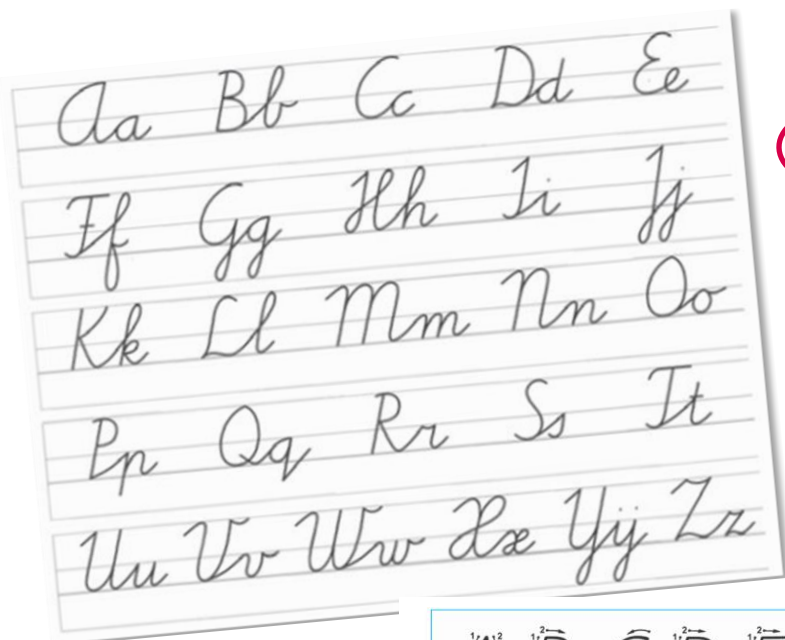 Aa Bb Cc Dd Ee
Ff Gg Hh Ii Jj
Kk Ll Mm Nn Oo
Pp Qq Rr Ss Tt
Uu Vv Ww Xx Yÿ Zz